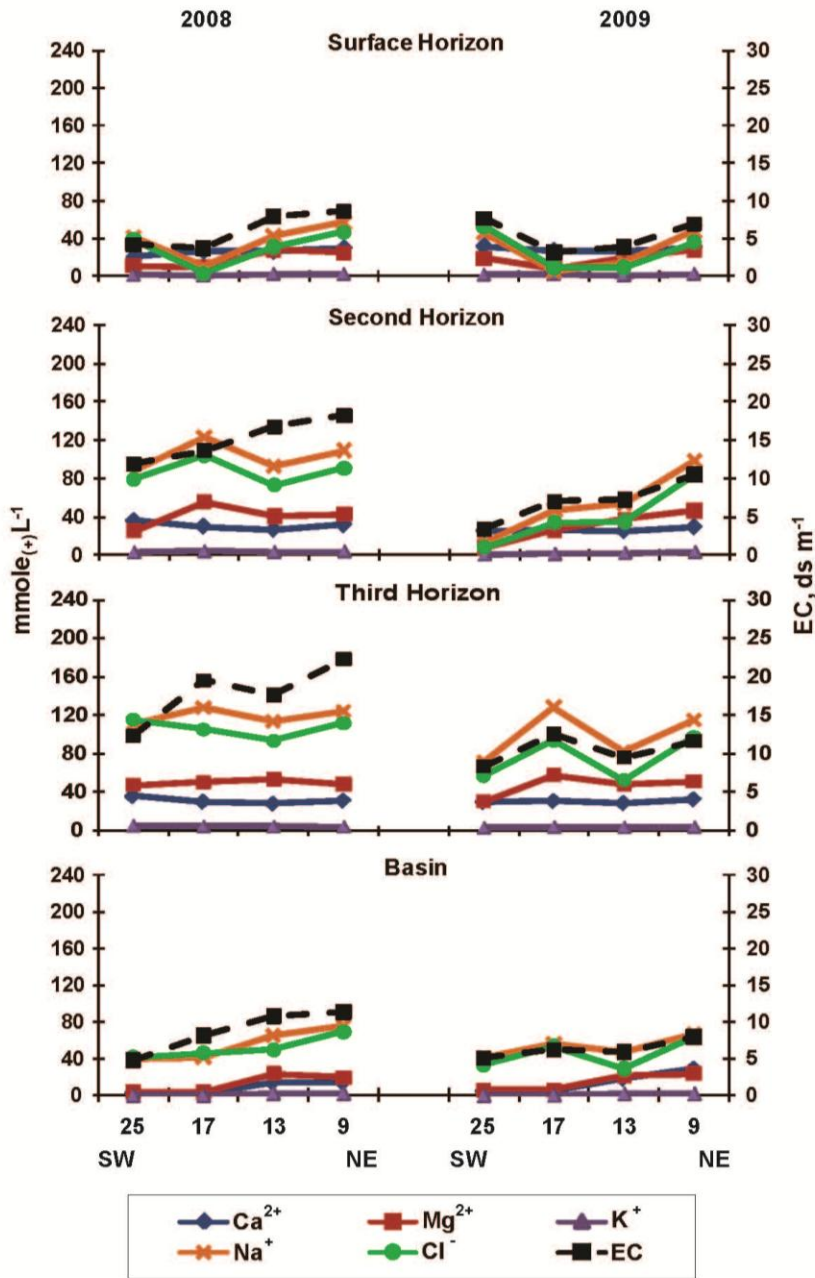 2008 2009
Surface Horizon
240 30
200 25
160 20
120 15
80 10
40 5
0 0
Second Horizon
240 30
200 25
160 20
120 15
80 10
40 5
0 0
mmole(+)L-1
EC, ds m-1
Third Horizon
240 30
200 25
160 20
120 15
80 10
40 5
0 0
Basin
240 30
200 25
160 20
120 15
80 10
40 5
0 0
25 17 13 9 25 17 13 9
SW NE SW NE
Ca2+ Mg2+ K+
Na+ Cl- EC